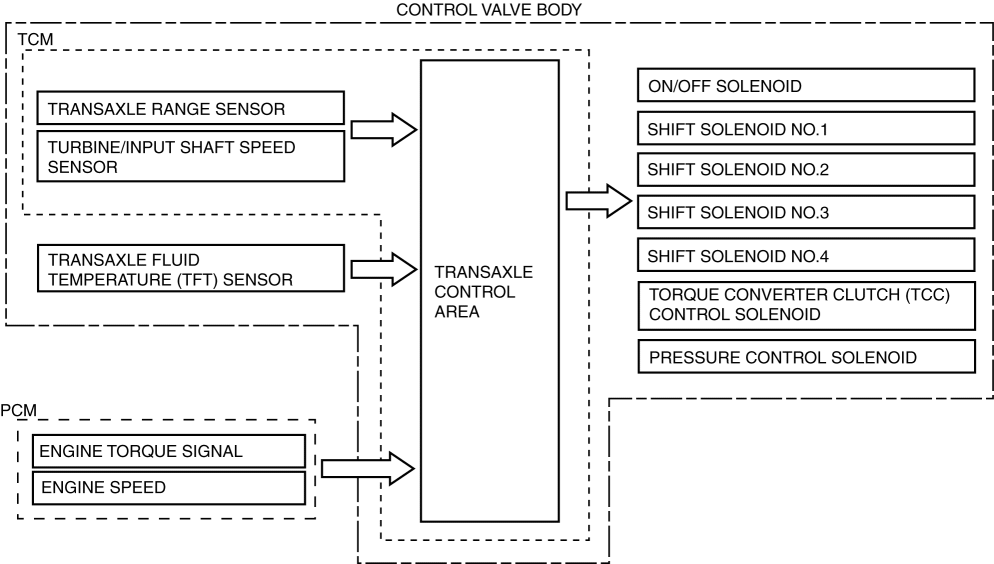 CONTROL VALVE BODY
TCM
TRANSAXLE RANGE SENSOR
TURBINE/INPUT SHAFT SPEED
SENSOR
TRANSAXLE FLUID
TEMPERATURE (TFT) SENSOR
PCM
ENGINE TORQUE SIGNAL
ENGINE SPEED
TRANSAXLE
CONTROL
AREA
ON/OFF SOLENOID
SHIFT SOLENOID NO.1
SHIFT SOLENOID NO.2
SHIFT SOLENOID NO.3
SHIFT SOLENOID NO.4
TORQUE CONVERTER CLUTCH (TCC)
CONTROL SOLENOID
PRESSURE CONTROL SOLENOID